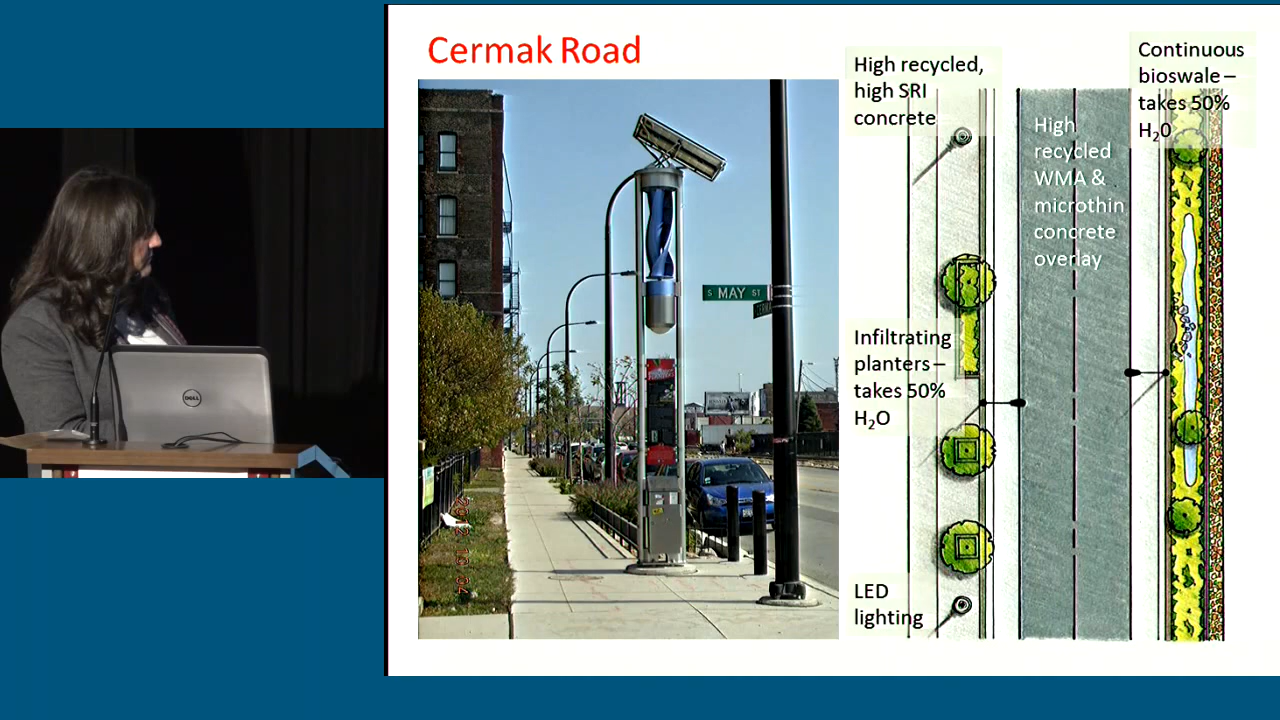 Cermak Road
High recycled,
high SRI
concrete
High
recycled
WMA &
microthin
concrete
overlay
Continuous
bioswale –
takes 50%
H₂0
Infiltrating
planters –
takes 50%
H₂O
LED
lighting
S MAY ST
DELL